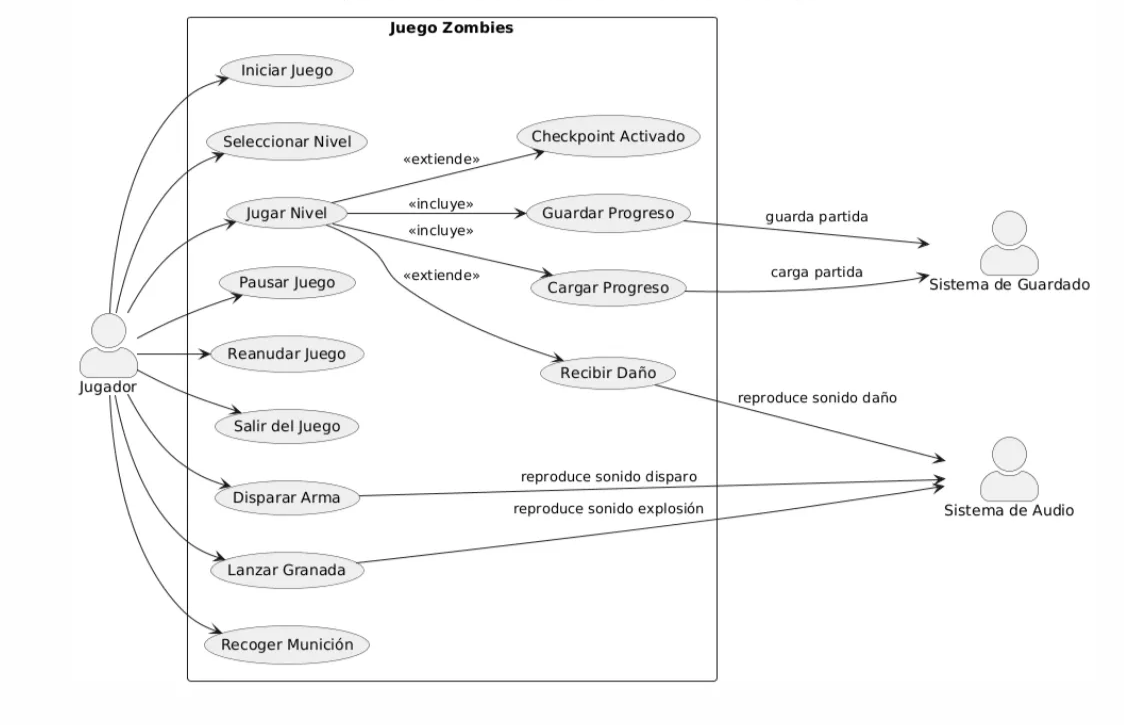 Juego Zombies
Iniciar Juego
Seleccionar Nivel
Checkpoint Activado
«extiende»
Jugar Nivel
«incluye»
Guardar Progreso
guarda partida
«incluye»
Sistema de Guardado
Pausar Juego
«extiende»
Cargar Progreso
carga partida
Reanudar Juego
Recibir Daño
Jugador
reproduce sonido daño
Salir del Juego
Disparar Arma
reproduce sonido disparo
reproduce sonido explosión
Sistema de Audio
Lanzar Granada
Recoger Munición